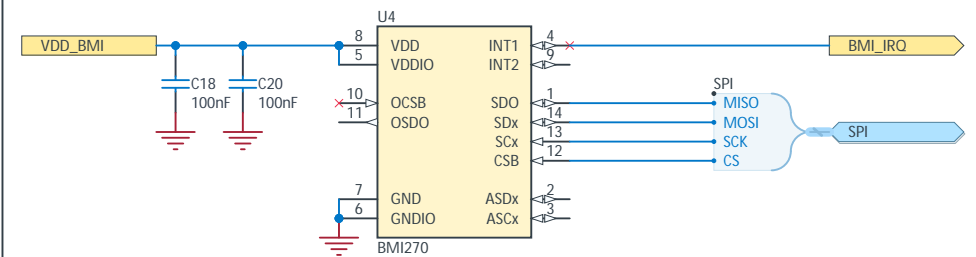 U4
VDD_BMI
8 VDD INT1 4
BMI_IRQ
5 VDDIO INT2 9
C18
100nF
C20
100nF
SPI
10 OCSB SDO 1 MISO
11 OSDO SDx 14 MOSI
SCx 13 SCK
SPI
CSB 12 CS
7 GND ASDx 2
6 GNDIO ASCx 3
BMI270